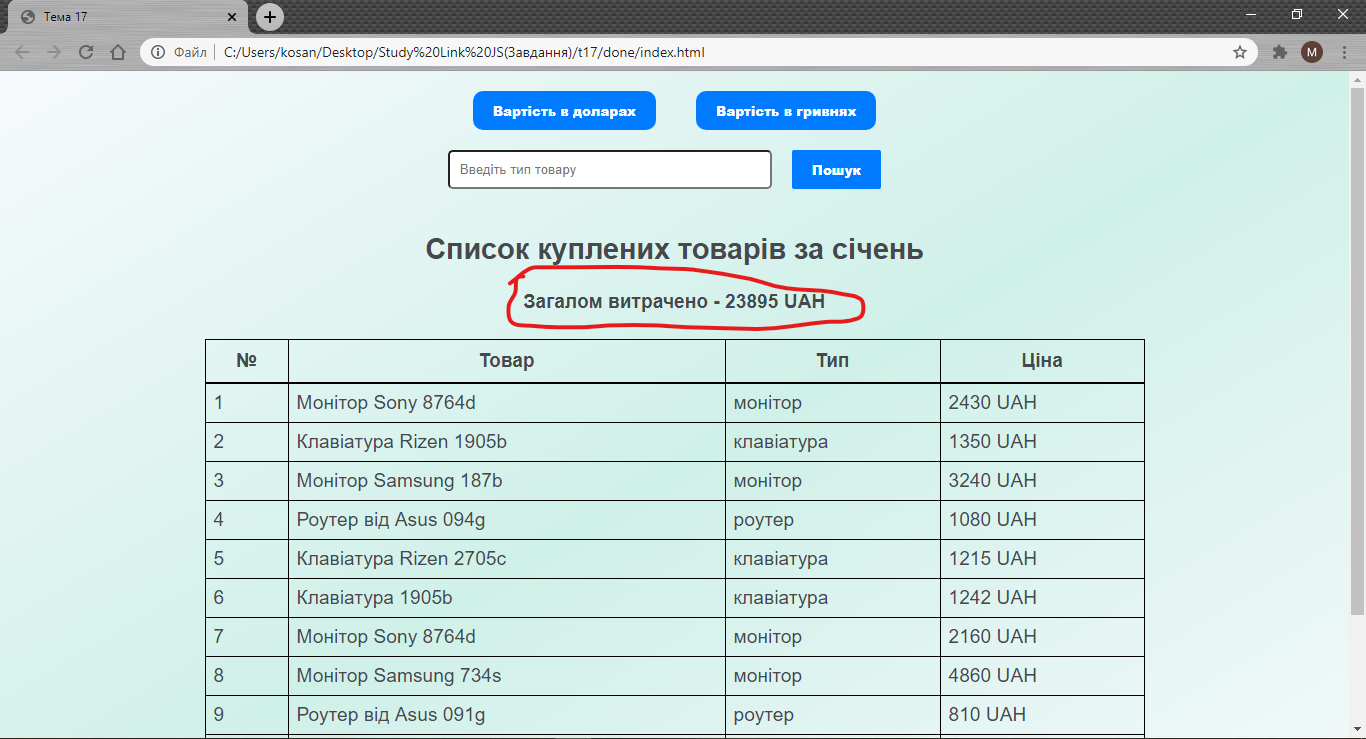 Тема 17
Файл C:/Users/kosan/Desktop/Study%20Link%20JS(Завдання)/t17/done/index.html
M
Вартість в доларах Вартість в гривнях
Введіть тип товару Пошук
Список куплених товарів за січень
Загалом витрачено - 23895 UAH
№ Товар Тип Ціна
1 Монітор Sony 8764d монітор 2430 UAH
2 Клавіатура Rizen 1905b клавіатура 1350 UAH
3 Монітор Samsung 187b монітор 3240 UAH
4 Роутер від Asus 094g роутер 1080 UAH
5 Клавіатура Rizen 2705c клавіатура 1215 UAH
6 Клавіатура 1905b клавіатура 1242 UAH
7 Монітор Sony 8764d монітор 2160 UAH
8 Монітор Samsung 734s монітор 4860 UAH
9 Роутер від Asus 091g роутер 810 UAH